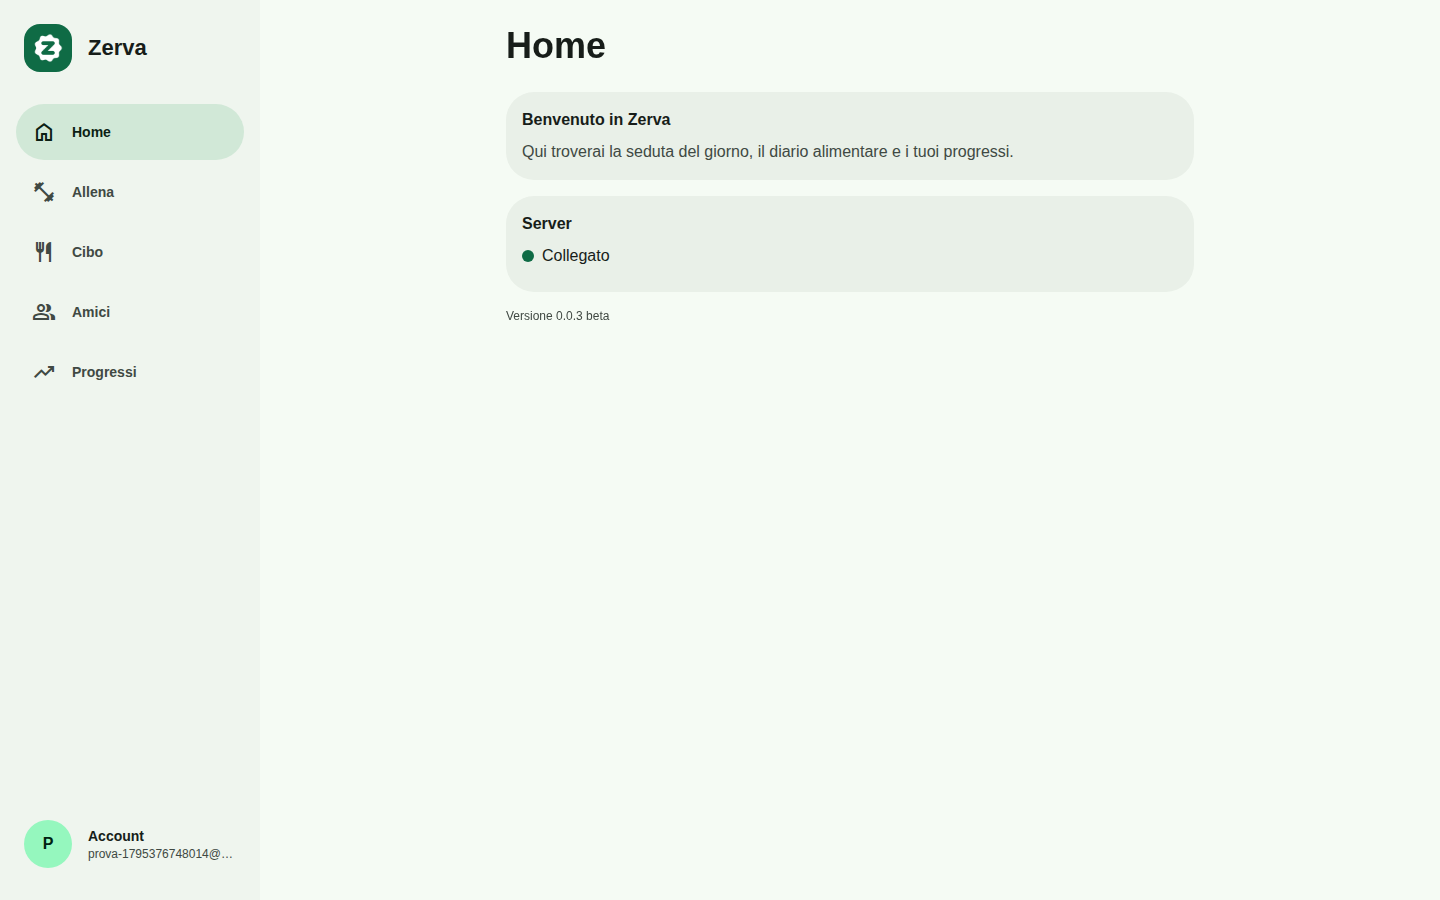 Zerva
Home
Allena
Cibo
Amici
Progressi
P
Account
prova-1795376748014@…
Home
Benvenuto in Zerva
Qui troverai la seduta del giorno, il diario alimentare e i tuoi progressi.
Server
Collegato
Versione 0.0.3 beta